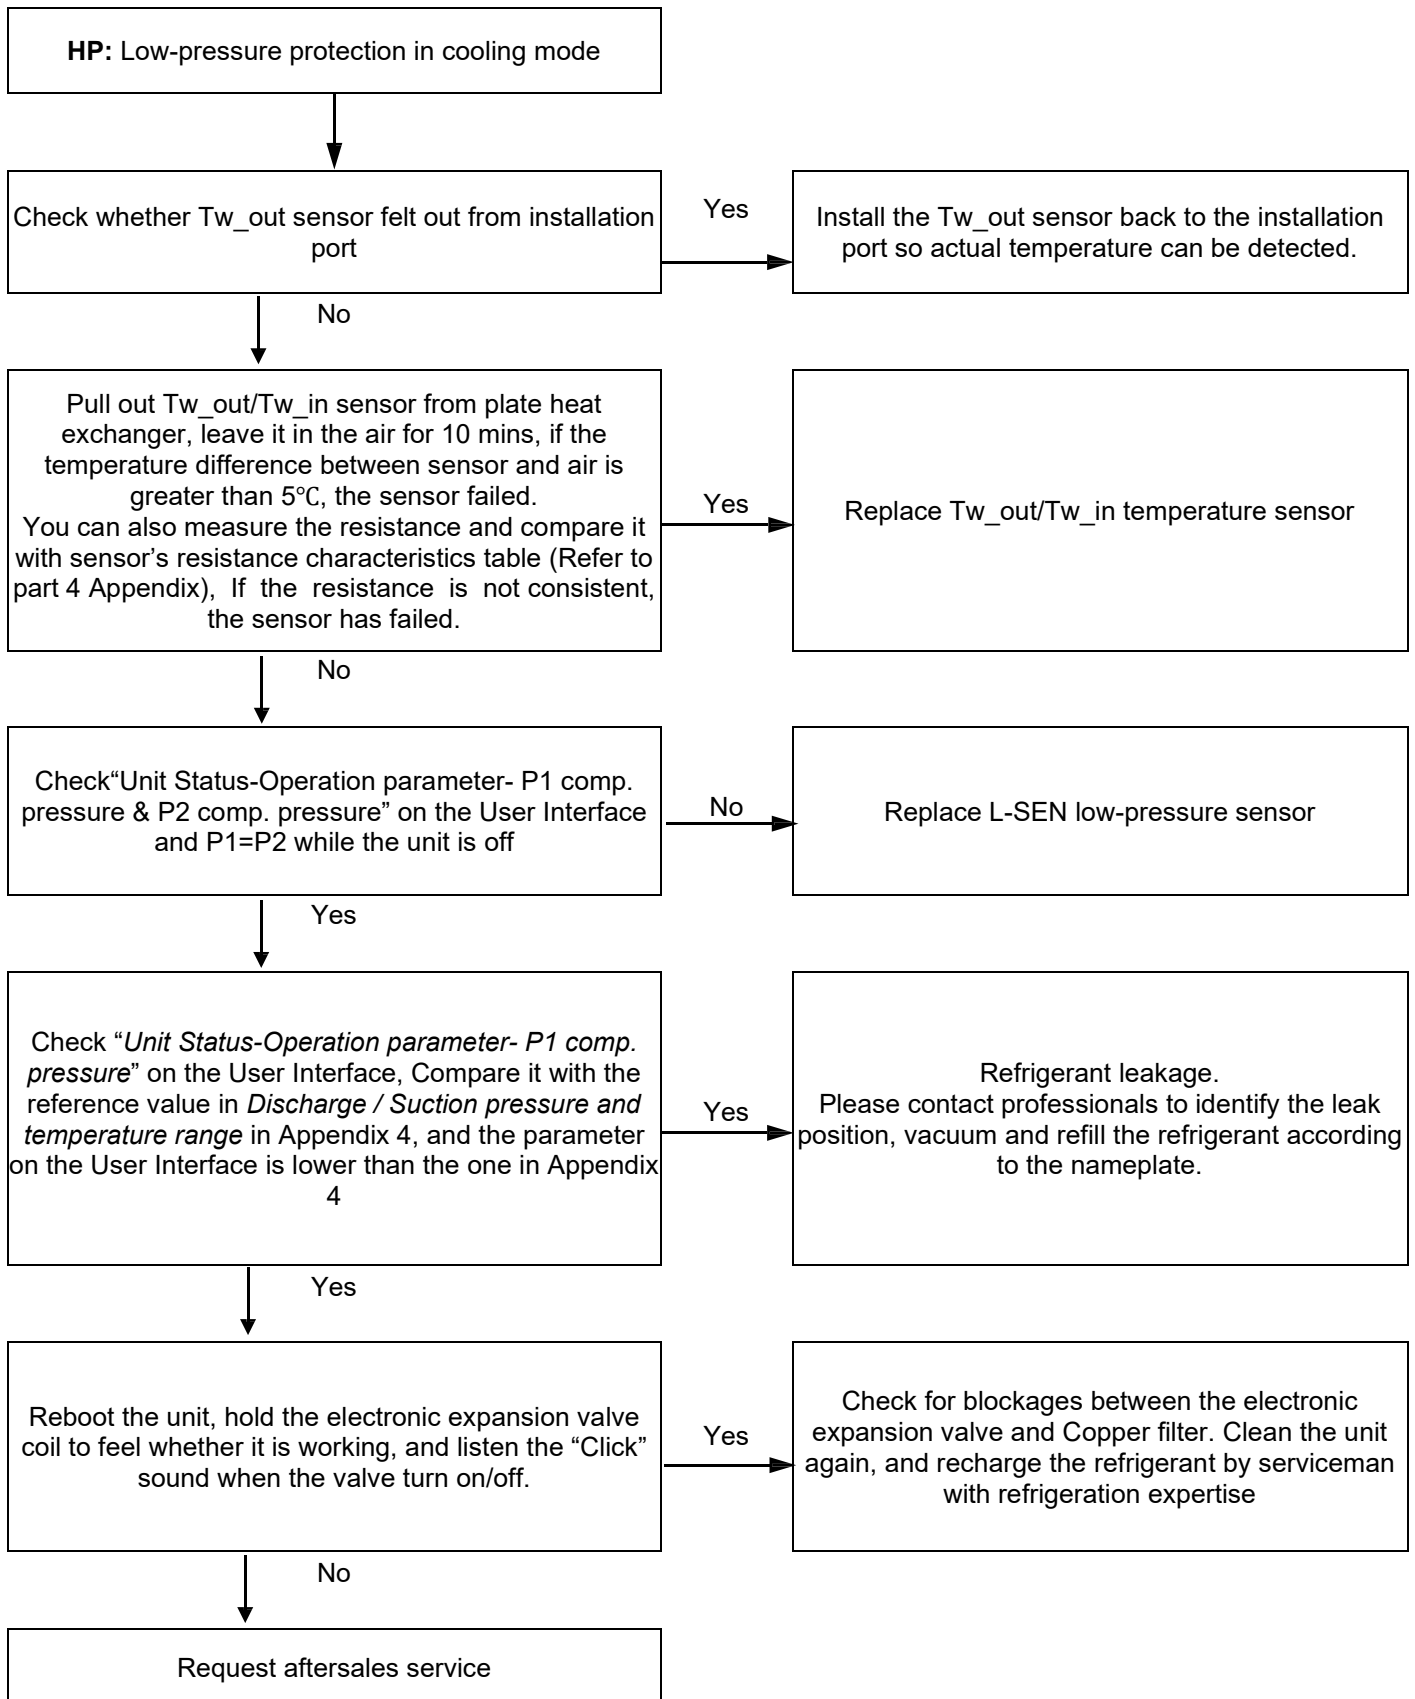 HP: Low-pressure protection in cooling mode
Check whether Tw_out sensor felt out from installation
port
Yes
Install the Tw_out sensor back to the installation
port so actual temperature can be detected.
No
Pull out Tw_out/Tw_in sensor from plate heat
exchanger, leave it in the air for 10 mins, if the
temperature difference between sensor and air is
greater than 5℃, the sensor failed.
You can also measure the resistance and compare it
with sensor’s resistance characteristics table (Refer to
part 4 Appendix), If the resistance is not consistent,
the sensor has failed.
Yes
Replace Tw_out/Tw_in temperature sensor
No
Check“Unit Status-Operation parameter- P1 comp.
pressure & P2 comp. pressure” on the User Interface
and P1=P2 while the unit is off
No
Replace L-SEN low-pressure sensor
Yes
Check “Unit Status-Operation parameter- P1 comp.
pressure” on the User Interface, Compare it with the
reference value in Discharge / Suction pressure and
temperature range in Appendix 4, and the parameter
on the User Interface is lower than the one in Appendix
4
Yes
Refrigerant leakage.
Please contact professionals to identify the leak
position, vacuum and refill the refrigerant according
to the nameplate.
Yes
Reboot the unit, hold the electronic expansion valve
coil to feel whether it is working, and listen the “Click”
sound when the valve turn on/off.
Yes
Check for blockages between the electronic
expansion valve and Copper filter. Clean the unit
again, and recharge the refrigerant by serviceman
with refrigeration expertise
No
Request aftersales service